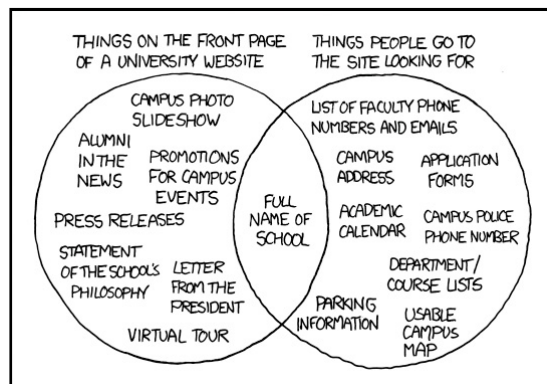 THINGS ON THE FRONT PAGE
OF A UNIVERSITY WEBSITE
THINGS PEOPLE GO TO
THE SITE LOOKING FOR
CAMPUS PHOTO
SLIDESHOW
ALUMNI
IN THE
NEWS
PROMOTIONS
FOR CAMPUS
EVENTS
PRESS RELEASES
STATEMENT
OF THE SCHOOL'S
PHILOSOPHY
LETTER
FROM THE
PRESIDENT
VIRTUAL TOUR
FULL
NAME OF
SCHOOL
LIST OF FACULTY PHONE
NUMBERS AND EMAILS
CAMPUS
ADDRESS
APPLICATION
FORMS
ACADEMIC
CALENDAR
CAMPUS POLICE
PHONE NUMBER
DEPARTMENT/
COURSE LISTS
PARKING
INFORMATION
USABLE
CAMPUS
MAP